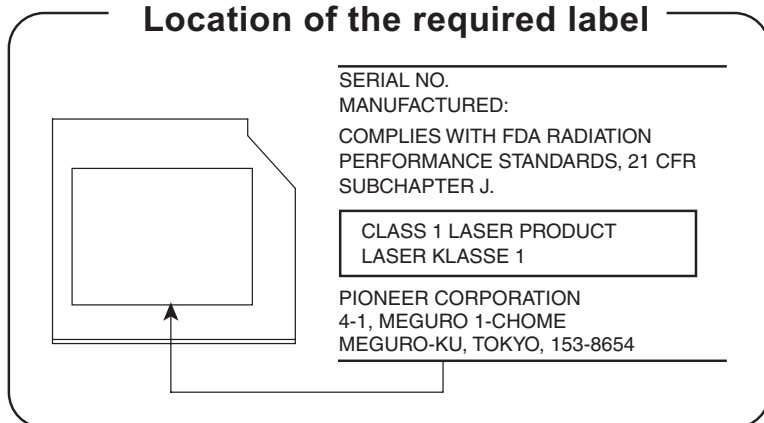 Location of the required label
SERIAL NO.
MANUFACTURED:
COMPLIES WITH FDA RADIATION
PERFORMANCE STANDARDS, 21 CFR
SUBCHAPTER J.
CLASS 1 LASER PRODUCT
LASER KLASSE 1
PIONEER CORPORATION
4-1, MEGURO 1-CHOME
MEGURO-KU, TOKYO, 153-8654